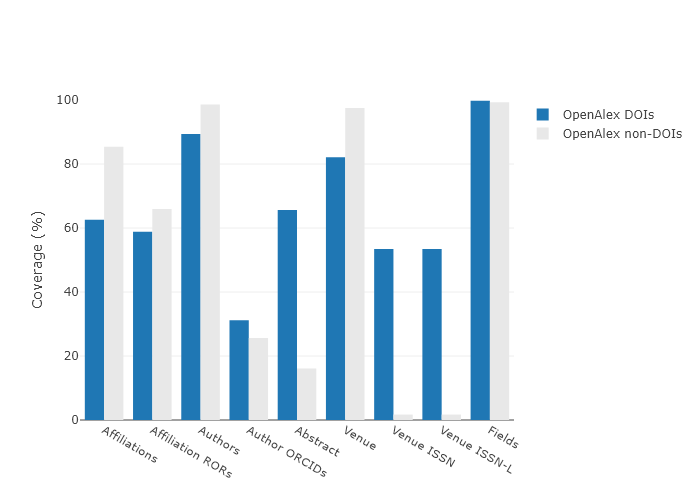 Coverage (%)
100
80
60
40
20
0
Affiliations
Affiliation RORs
Authors
Author ORCIDs
Abstract
Venue
Venue ISSN
Venue ISSN-L
Fields
OpenAlex DOIs
OpenAlex non-DOIs